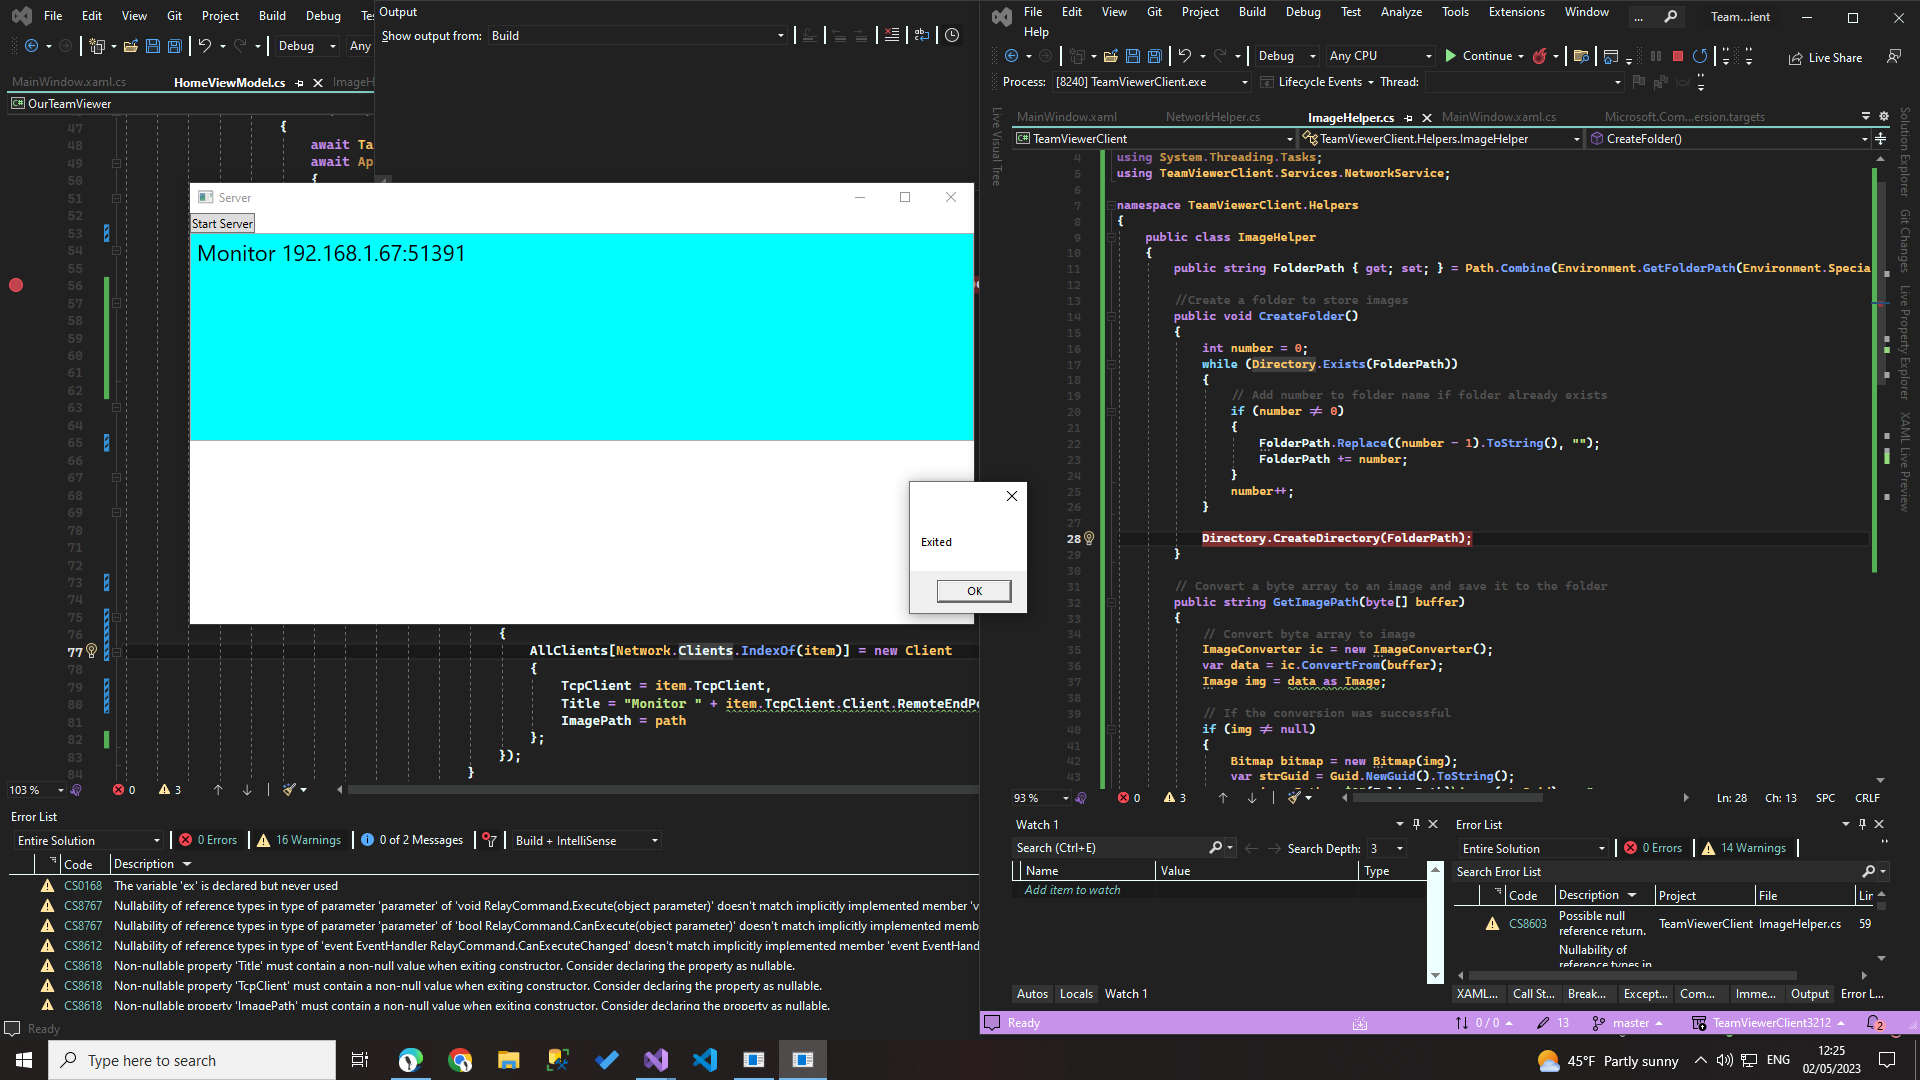 File Edit View Git Project Build Debug Te
Debug Any
MainWindow.xaml.cs HomeViewModel.cs ImageH
OurTeamViewer
Output
Show output from: Build
47 {
48 await Ta
49 await Ap
50 {
51
52
53
54
55
56
57
58
59
60
61
62
63
64
65
66
67
68
69
70
71
72
73
74
75
76 {
77 AllClients[Network.Clients.IndexOf(item)] = new Client
78 {
79 TcpClient = item.TcpClient,
80 Title = "Monitor " + item.TcpClient.Client.RemoteEndPo
81 ImagePath = path
82 };
83 });
84 }
103 % 0 3
Server
Start Server
Monitor 192.168.1.67:51391
Exited
OK
Error List
Entire Solution 0 Errors 16 Warnings 0 of 2 Messages Build + IntelliSense
Code Description
CS0168 The variable 'ex' is declared but never used
CS8767 Nullability of reference types in type of parameter 'parameter' of 'void RelayCommand.Execute(object parameter)' doesn't match implicitly implemented member 'v
CS8767 Nullability of reference types in type of parameter 'parameter' of 'bool RelayCommand.CanExecute(object parameter)' doesn't match implicitly implemented memb
CS8612 Nullability of reference types in type of 'event EventHandler RelayCommand.CanExecuteChanged' doesn't match implicitly implemented member 'event EventHand
CS8618 Non-nullable property 'Title' must contain a non-null value when exiting constructor. Consider declaring the property as nullable.
CS8618 Non-nullable property 'TcpClient' must contain a non-null value when exiting constructor. Consider declaring the property as nullable.
CS8618 Non-nullable property 'ImagePath' must contain a non-null value when exiting constructor. Consider declaring the property as nullable.
Ready
File Edit View Git Project Build Debug Test Analyze Tools Extensions Window ... Team...ient
Help
Debug Any CPU Continue Live Share
Process: [8240] TeamViewerClient.exe Lifecycle Events Thread:
MainWindow.xaml NetworkHelper.cs ImageHelper.cs MainWindow.xaml.cs Microsoft.Com...ersion.targets
TeamViewerClient TeamViewerClient.Helpers.ImageHelper CreateFolder()
Live Visual Tree
4 using System.Threading.Tasks;
5 using TeamViewerClient.Services.NetworkService;
6
7 namespace TeamViewerClient.Helpers
8 {
9 public class ImageHelper
10 {
11 public string FolderPath { get; set; } = Path.Combine(Environment.GetFolderPath(Environment.Specia
12
13 //Create a folder to store images
14 public void CreateFolder()
15 {
16 int number = 0;
17 while (Directory.Exists(FolderPath))
18 {
19 // Add number to folder name if folder already exists
20 if (number ≠ 0)
21 {
22 FolderPath.Replace((number - 1).ToString(), "");
23 FolderPath += number;
24 }
25 number++;
26 }
27
28 Directory.CreateDirectory(FolderPath);
29 }
30
31 // Convert a byte array to an image and save it to the folder
32 public string GetImagePath(byte[] buffer)
33 {
34 // Convert byte array to image
35 ImageConverter ic = new ImageConverter();
36 var data = ic.ConvertFrom(buffer);
37 Image img = data as Image;
38
39 // If the conversion was successful
40 if (img ≠ null)
41 {
42 Bitmap bitmap = new Bitmap(img);
43 var strGuid = Guid.NewGuid().ToString();
93 % 0 3 Ln: 28 Ch: 13 SPC CRLF
Solution Explorer Git Changes Live Property Explorer XAML Live Preview
Watch 1
Search (Ctrl+E) Search Depth: 3
Name Value Type
Add item to watch
Autos Locals Watch 1
Error List
Entire Solution 0 Errors 14 Warnings
Search Error List
Code Description Project File Lin
CS8603 Possible null reference return. TeamViewerClient ImageHelper.cs 59
Nullability of
reference types in
XAML... Call St... Break... Except... Com... Imme... Output Error L...
Ready 0 / 0 13 master TeamViewerClient3212 2
Type here to search
45°F Partly sunny ENG 12:25
02/05/2023